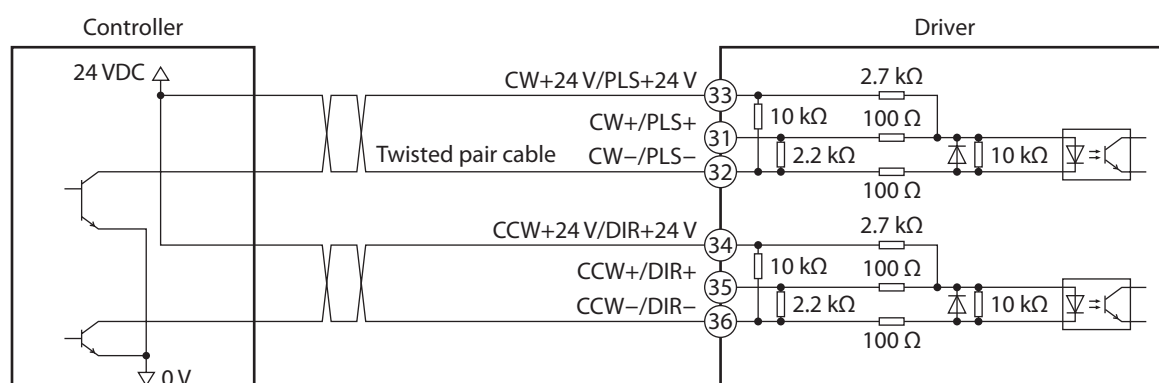 Controller
Driver
24 VDC
CW+24 V/PLS+24 V
33
2.7 kΩ
10 kΩ
CW+/PLS+
31
100 Ω
Twisted pair cable
CW−/PLS−
32
2.2 kΩ
10 kΩ
100 Ω
CCW+24 V/DIR+24 V
34
2.7 kΩ
10 kΩ
CCW+/DIR+
35
100 Ω
CCW−/DIR−
36
2.2 kΩ
10 kΩ
100 Ω
0 V